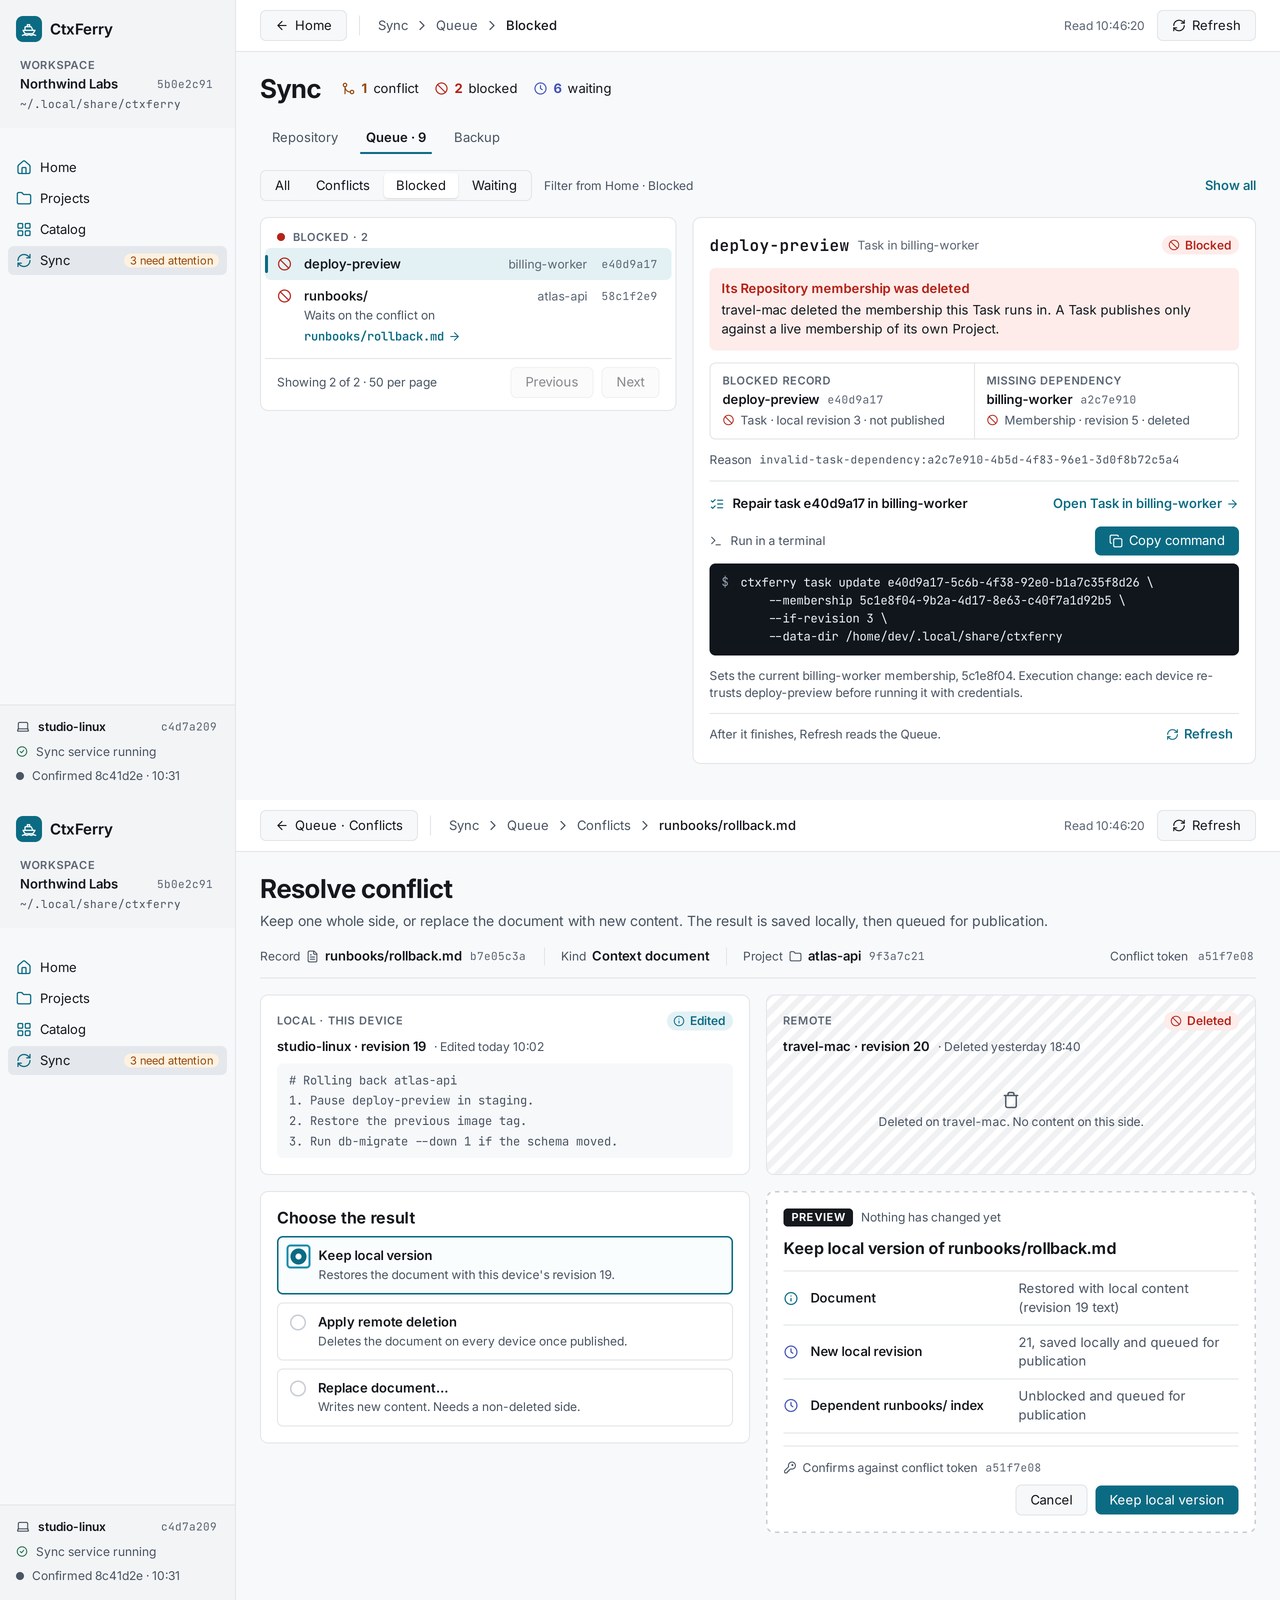 CtxFerry
WORKSPACE
Northwind Labs 5b0e2c91
~/.local/share/ctxferry
Home
Projects
Catalog
Sync 3 need attention
studio-linux c4d7a209
Sync service running
Confirmed 8c41d2e · 10:31
← Home Sync > Queue > Blocked Read 10:46:20 Refresh
Sync 1 conflict 2 blocked 6 waiting
Repository Queue · 9 Backup
All Conflicts Blocked Waiting Filter from Home · Blocked Show all
BLOCKED · 2
deploy-preview billing-worker e40d9a17
runbooks/ atlas-api 58c1f2e9
Waits on the conflict on
runbooks/rollback.md →
Showing 2 of 2 · 50 per page Previous Next
deploy-preview Task in billing-worker Blocked
Its Repository membership was deleted
travel-mac deleted the membership this Task runs in. A Task publishes only
against a live membership of its own Project.
BLOCKED RECORD
deploy-preview e40d9a17
Task · local revision 3 · not published
MISSING DEPENDENCY
billing-worker a2c7e910
Membership · revision 5 · deleted
Reason invalid-task-dependency:a2c7e910-4b5d-4f83-96e1-3d0f8b72c5a4
Repair task e40d9a17 in billing-worker Open Task in billing-worker →
Run in a terminal Copy command
$ ctxferry task update e40d9a17-5c6b-4f38-92e0-b1a7c35f8d26 \
--membership 5c1e8f04-9b2a-4d17-8e63-c40f7a1d92b5 \
--if-revision 3 \
--data-dir /home/dev/.local/share/ctxferry
Sets the current billing-worker membership, 5c1e8f04. Execution change: each device re-
trusts deploy-preview before running it with credentials.
After it finishes, Refresh reads the Queue. Refresh
CtxFerry
WORKSPACE
Northwind Labs 5b0e2c91
~/.local/share/ctxferry
Home
Projects
Catalog
Sync 3 need attention
studio-linux c4d7a209
Sync service running
Confirmed 8c41d2e · 10:31
← Queue · Conflicts Sync > Queue > Conflicts > runbooks/rollback.md Read 10:46:20 Refresh
Resolve conflict
Keep one whole side, or replace the document with new content. The result is saved locally, then queued for publication.
Record runbooks/rollback.md b7e05c3a Kind Context document Project atlas-api 9f3a7c21 Conflict token a51f7e08
LOCAL · THIS DEVICE Edited
studio-linux · revision 19 · Edited today 10:02
# Rolling back atlas-api
1. Pause deploy-preview in staging.
2. Restore the previous image tag.
3. Run db-migrate --down 1 if the schema moved.
REMOTE Deleted
travel-mac · revision 20 · Deleted yesterday 18:40
Deleted on travel-mac. No content on this side.
Choose the result
Keep local version
Restores the document with this device's revision 19.
Apply remote deletion
Deletes the document on every device once published.
Replace document…
Writes new content. Needs a non-deleted side.
PREVIEW Nothing has changed yet
Keep local version of runbooks/rollback.md
Document Restored with local content
(revision 19 text)
New local revision 21, saved locally and queued for
publication
Dependent runbooks/ index Unblocked and queued for
publication
Confirms against conflict token a51f7e08
Cancel Keep local version